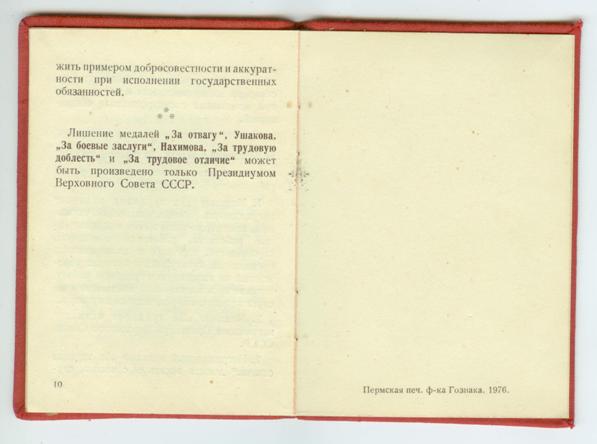 жить примером добросовестности и аккурат-
ности при исполнении государственных
обязанностей.
Лишение медалей „За отвагу“, Ушакова,
„За боевые заслуги“, Нахимова, „За трудовую
доблесть“ и „За трудовое отличие“ может
быть произведено только Президиумом
Верховного Совета СССР.
10
Пермская печ. ф-ка Гознака. 1976.